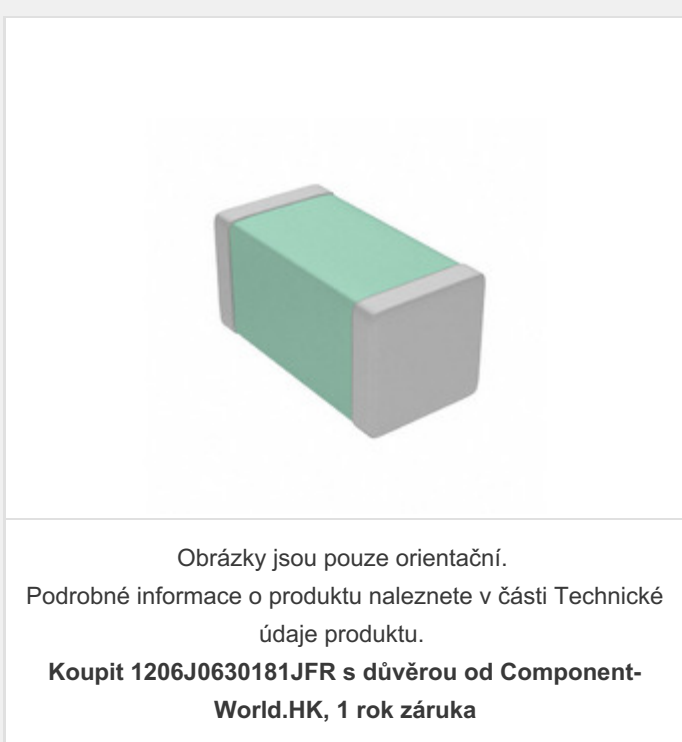 Obrázky jsou pouze orientační.
Podrobné informace o produktu naleznete v části Technické
údaje produktu.
Koupit 1206J0630181JFR s důvěrou od Component-
World.HK, 1 rok záruka